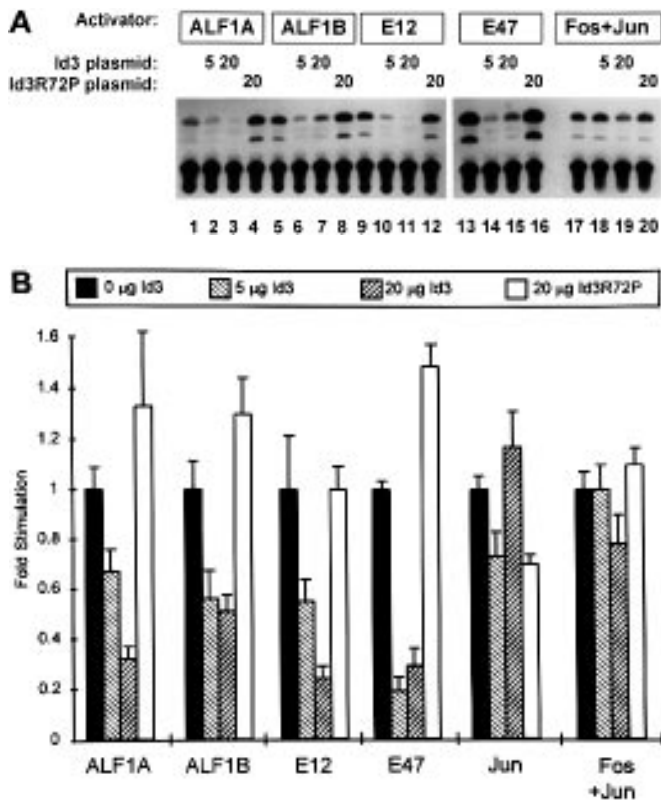 A
Activator: ALF1A ALF1B E12 E47 Fos+Jun
Id3 plasmid: 5 20 5 20 5 20 5 20 5 20
Id3R72P plasmid: 20 20 20 20 20
1 2 3 4 5 6 7 8 9 10 11 12 13 14 15 16 17 18 19 20
B
0 µg Id3 5 µg Id3 20 µg Id3 20 µg Id3R72P
1.6
1.4
1.2
1
0.8
0.6
0.4
0.2
0
Fold Stimulation
ALF1A ALF1B E12 E47 Jun Fos
+Jun